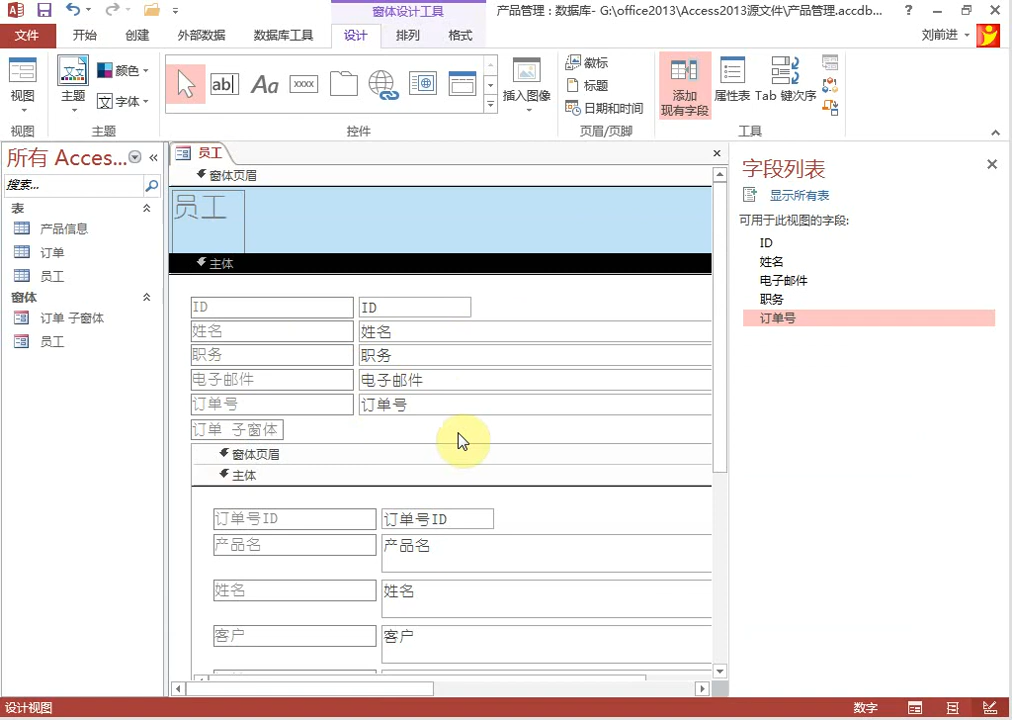 窗体设计工具
产品管理 : 数据库- G:\office2013\Access2013源文件\产品管理.accdb...
?
文件
开始
创建
外部数据
数据库工具
设计
排列
格式
刘前进
视图
主题
颜色
字体
ab|
Aa
xxxx
插入图像
徽标
标题
日期和时间
添加
现有字段
属性表
Tab 键次序
视图
主题
控件
页眉/页脚
工具
所有 Access...
搜索...
表
产品信息
订单
员工
窗体
订单 子窗体
员工
员工
窗体页眉
员工
主体
ID
ID
姓名
姓名
职务
职务
电子邮件
电子邮件
订单号
订单号
订单 子窗体
窗体页眉
主体
订单号ID
订单号ID
产品名
产品名
姓名
姓名
客户
客户
字段列表
显示所有表
可用于此视图的字段:
ID
姓名
电子邮件
职务
订单号
设计视图
数字